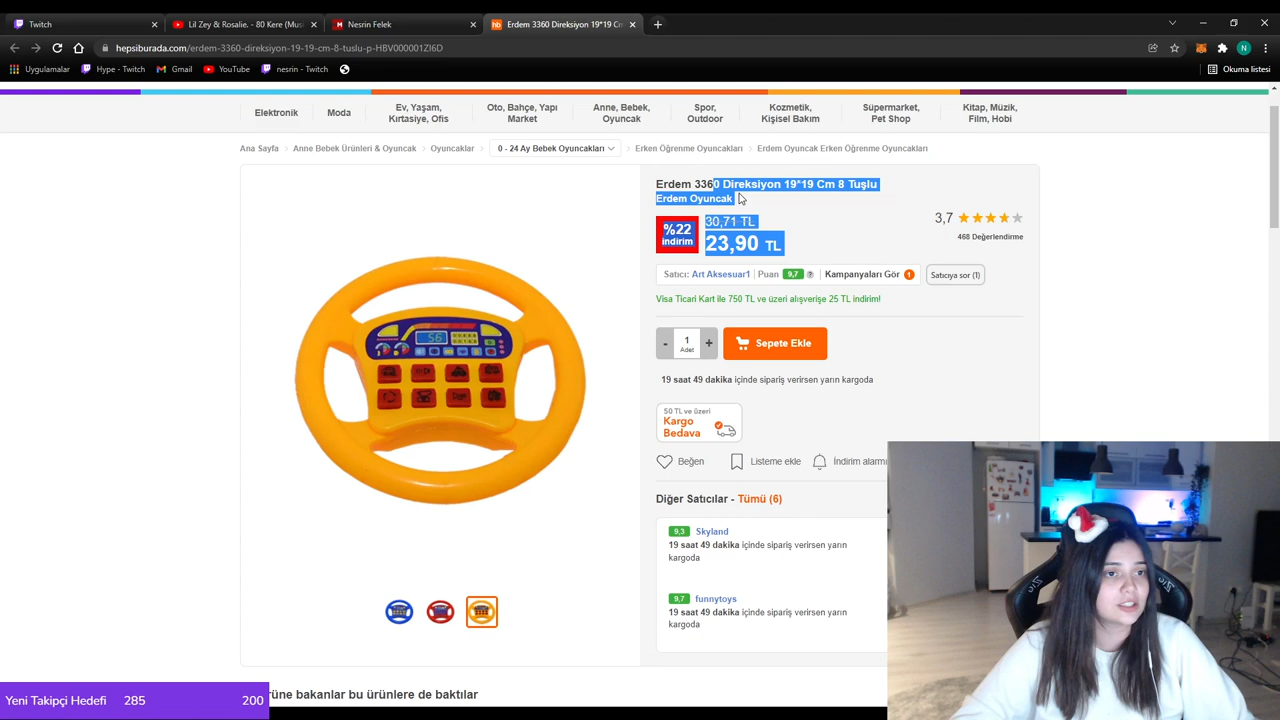 Twitch
Lil Zey & Rosalie. - 80 Kere (Mus
Nesrin Felek
Erdem 3360 Direksiyon 19*19 Cm
hepsiburada.com/erdem-3360-direksiyon-19-19-cm-8-tuslu-p-HBV000001ZI6D
N
Uygulamalar
Hype - Twitch
Gmail
YouTube
nesrin - Twitch
Okuma listesi
Elektronik
Moda
Ev, Yaşam,
Kırtasiye, Ofis
Oto, Bahçe, Yapı
Market
Anne, Bebek,
Oyuncak
Spor,
Outdoor
Kozmetik,
Kişisel Bakım
Süpermarket,
Pet Shop
Kitap, Müzik,
Film, Hobi
Ana Sayfa
Anne Bebek Ürünleri & Oyuncak
Oyuncaklar
0 - 24 Ay Bebek Oyuncakları
Erken Öğrenme Oyuncakları
Erdem Oyuncak Erken Öğrenme Oyuncakları
Erdem 3360 Direksiyon 19*19 Cm 8 Tuşlu
Erdem Oyuncak
%22
indirim
30,71 TL
23,90 TL
3,7
468 Değerlendirme
Satıcı: Art Aksesuar1 Puan 9,7 Kampanyaları Gör 1
Satıcıya sor (1)
Visa Ticari Kart ile 750 TL ve üzeri alışverişe 25 TL indirim!
- 1 +
Adet
Sepete Ekle
19 saat 49 dakika içinde sipariş verirsen yarın kargoda
50 TL ve üzeri
Kargo
Bedava
Beğen
Listeme ekle
İndirim alarmı
Diğer Satıcılar - Tümü (6)
9,3 Skyland
19 saat 49 dakika içinde sipariş verirsen yarın
kargoda
9,7 funnytoys
19 saat 49 dakika içinde sipariş verirsen yarın
kargoda
56
Yeni Takipçi Hedefi 285 200
rüne bakanlar bu ürünlere de baktılar